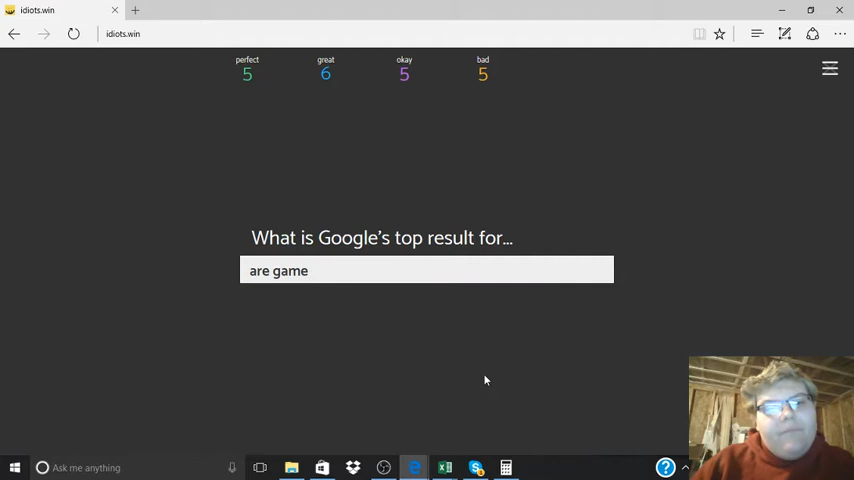 idiots.win
idiots.win
perfect great okay bad
5 6 5 5
What is Google's top result for...
are game
Ask me anything